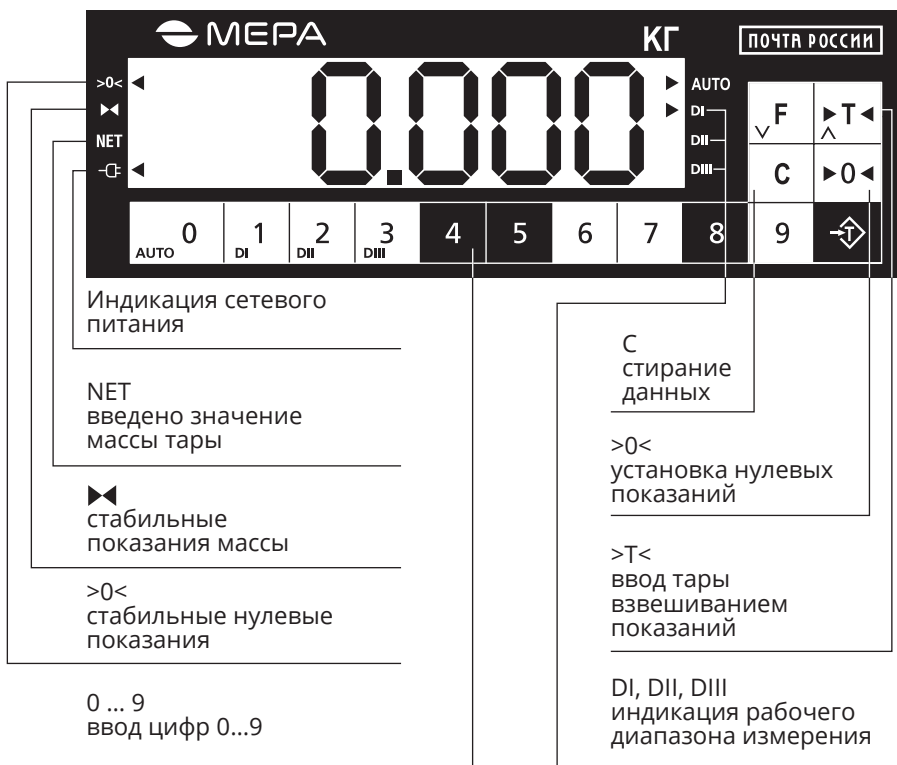 МЕРА КГ ПОЧТА РОССИИ
>0< 0.000 AUTO
⧓ DI F >T<
NET DII
DIII C >0<
AUTO 0 DI 1 DII 2 DIII 3 4 5 6 7 8 9 T
Индикация сетевого
питания
NET
введено значение
массы тары
⧓
стабильные
показания массы
>0<
стабильные нулевые
показания
0 ... 9
ввод цифр 0...9
C
стирание
данных
>0<
установка нулевых
показаний
>T<
ввод тары
взвешиванием
показаний
DI, DII, DIII
индикация рабочего
диапазона измерения